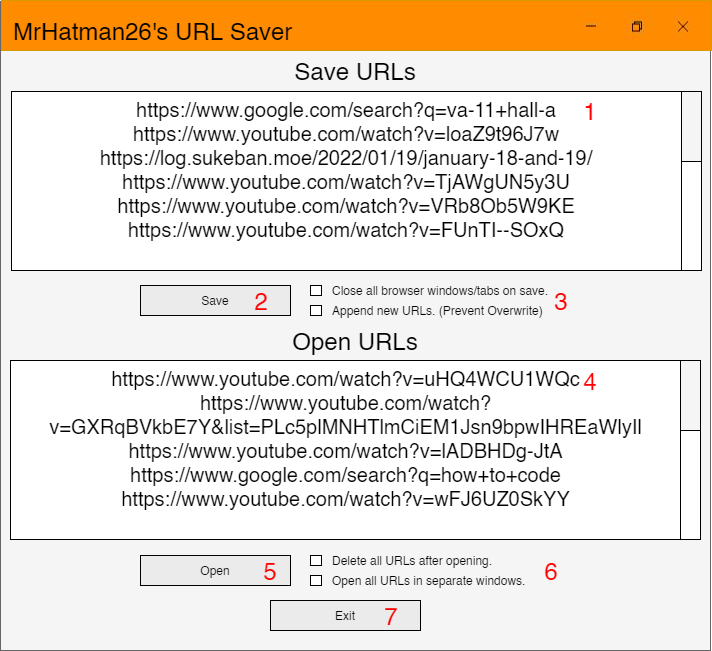 MrHatman26's URL Saver
Save URLs
https://www.google.com/search?q=va-11+hall-a 1
https://www.youtube.com/watch?v=loaZ9t96J7w
https://log.sukeban.moe/2022/01/19/january-18-and-19/
https://www.youtube.com/watch?v=TjAWgUN5y3U
https://www.youtube.com/watch?v=VRb8Ob5W9KE
https://www.youtube.com/watch?v=FUnTI--SOxQ
Save 2
Close all browser windows/tabs on save.
Append new URLs. (Prevent Overwrite) 3
Open URLs
https://www.youtube.com/watch?v=uHQ4WCU1WQc 4
https://www.youtube.com/watch?
v=GXRqBVkbE7Y&list=PLc5plMNHTlmCiEM1Jsn9bpwIHREaWlyIl
https://www.youtube.com/watch?v=lADBHDg-JtA
https://www.google.com/search?q=how+to+code
https://www.youtube.com/watch?v=wFJ6UZ0SkYY
Open 5
Delete all URLs after opening.
Open all URLs in separate windows. 6
Exit 7